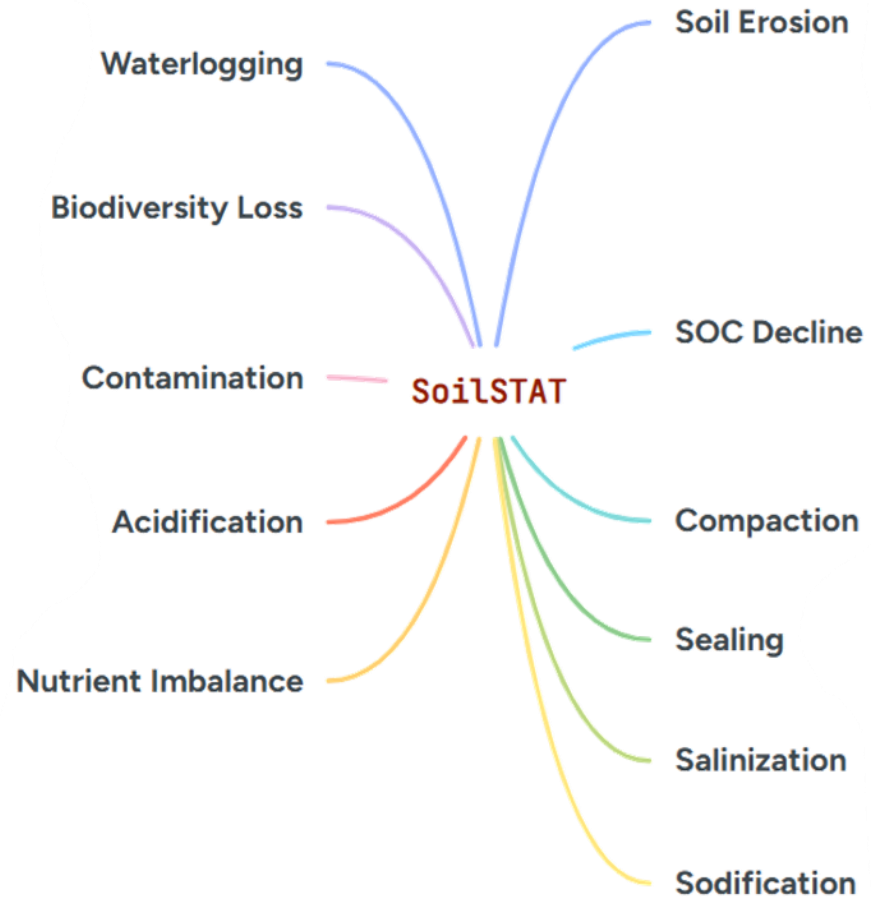 Soil Erosion
Waterlogging
Biodiversity Loss
SOC Decline
Contamination
SoilSTAT
Acidification
Compaction
Sealing
Nutrient Imbalance
Salinization
Sodification